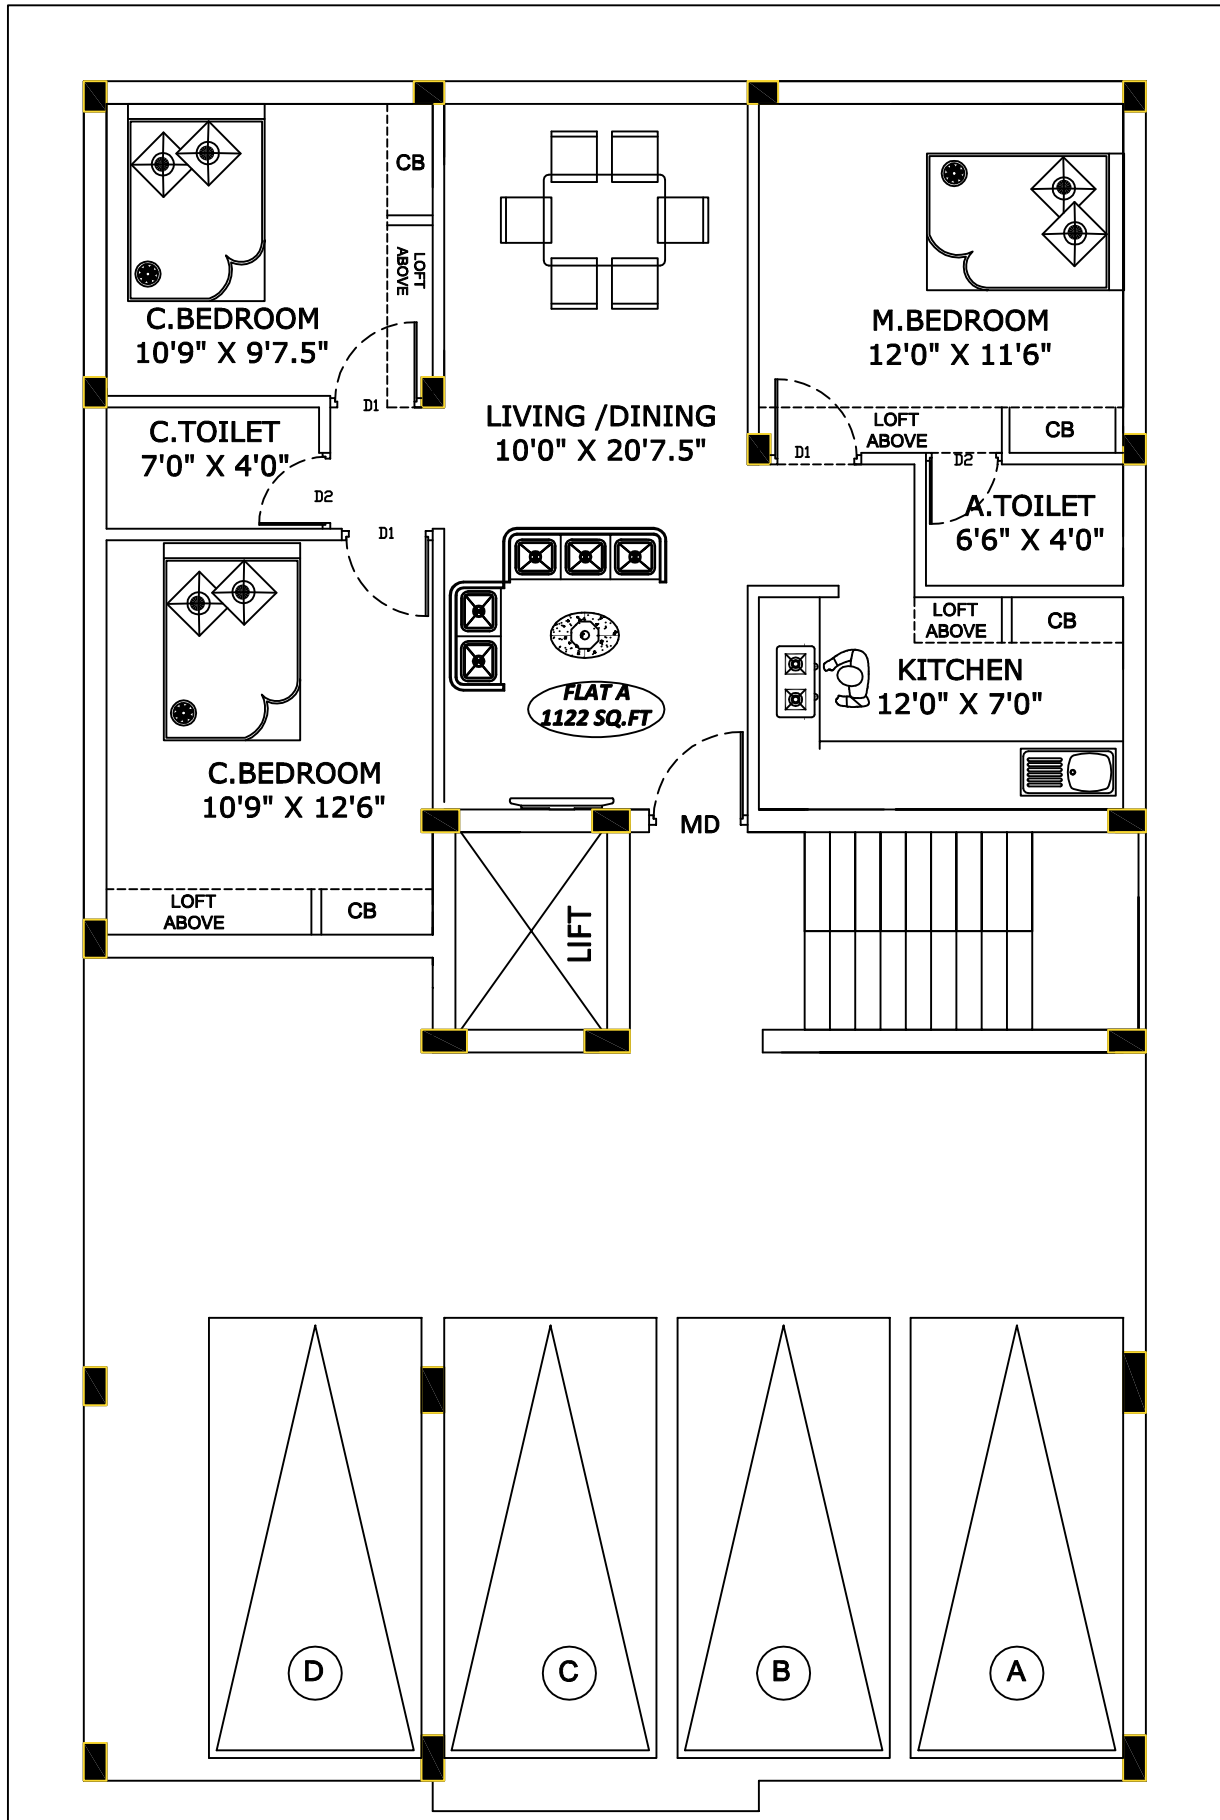 CB
LOFT
ABOVE
C.BEDROOM
10'9" X 9'7.5"
D1
M.BEDROOM
12'0" X 11'6"
LIVING /DINING
10'0" X 20'7.5"
LOFT
ABOVE
CB
D1
D2
C.TOILET
7'0" X 4'0"
D2
D1
A.TOILET
6'6" X 4'0"
LOFT
ABOVE
CB
KITCHEN
12'0" X 7'0"
FLAT A
1122 SQ.FT
C.BEDROOM
10'9" X 12'6"
MD
LOFT
ABOVE
CB
LIFT
D
C
B
A